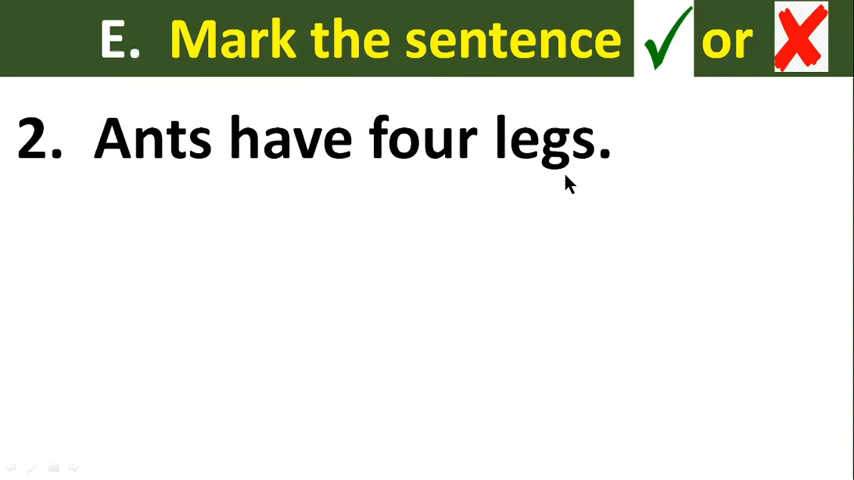 E. Mark the sentence ✓ or ✗
2. Ants have four legs.